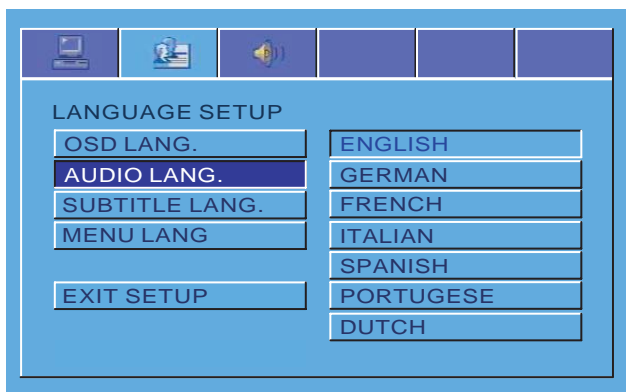 LANGUAGE SETUP
OSD LANG.
AUDIO LANG.
SUBTITLE LANG.
MENU LANG
EXIT SETUP
ENGLISH
GERMAN
FRENCH
ITALIAN
SPANISH
PORTUGESE
DUTCH